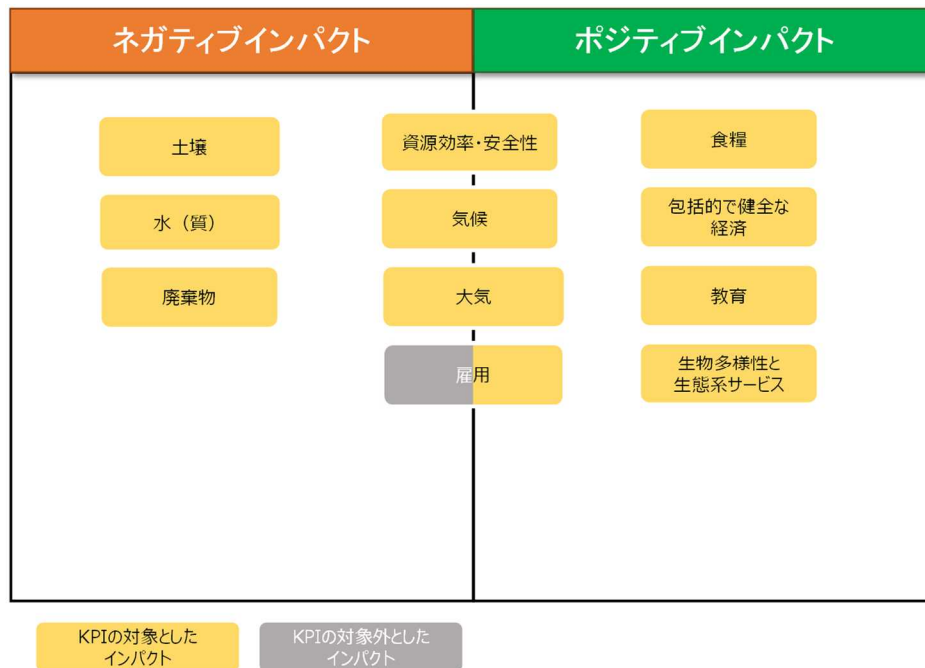 ネガティブインパクト
ポジティブインパクト
土壌
資源効率・安全性
食糧
水（質）
気候
包括的で健全な
経済
廃棄物
大気
教育
雇用
生物多様性と
生態系サービス
KPIの対象とした
インパクト
KPIの対象外とした
インパクト